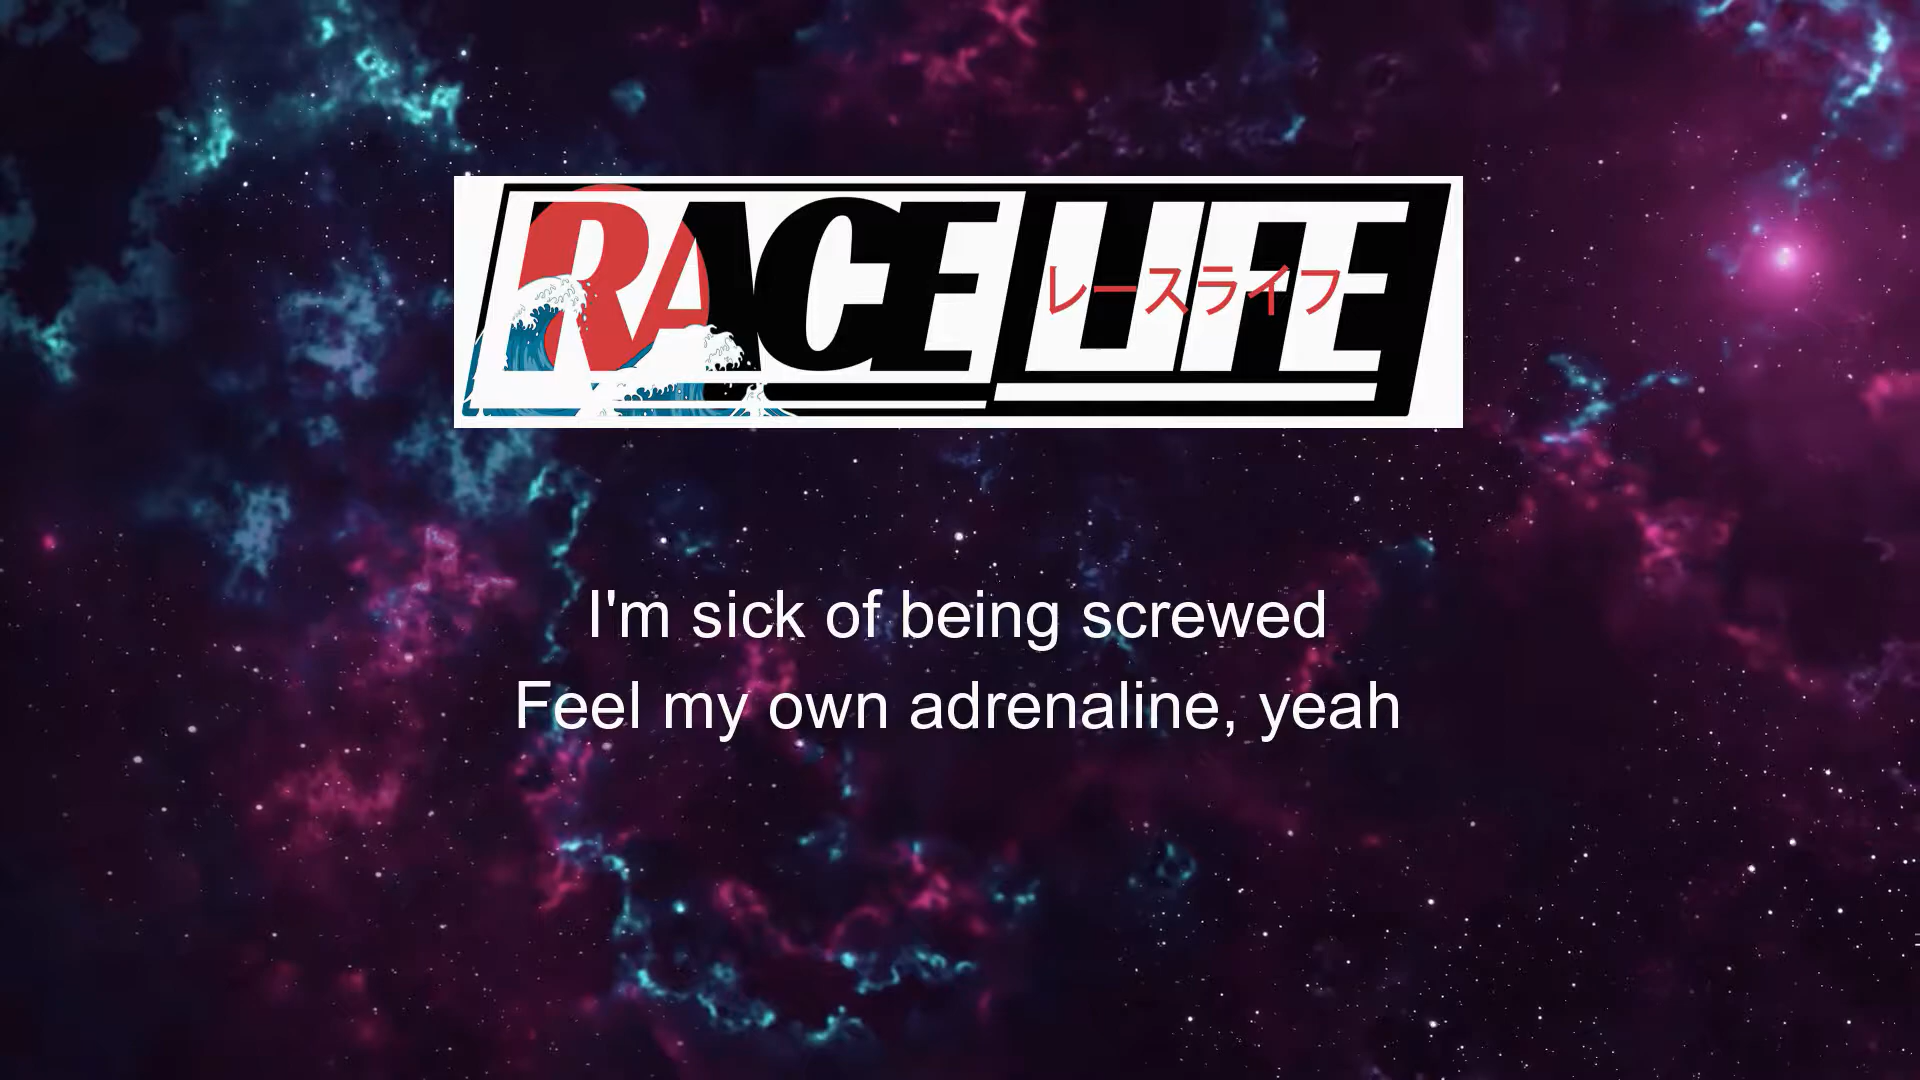 RACE LIFE
レースライフ
I'm sick of being screwed
Feel my own adrenaline, yeah